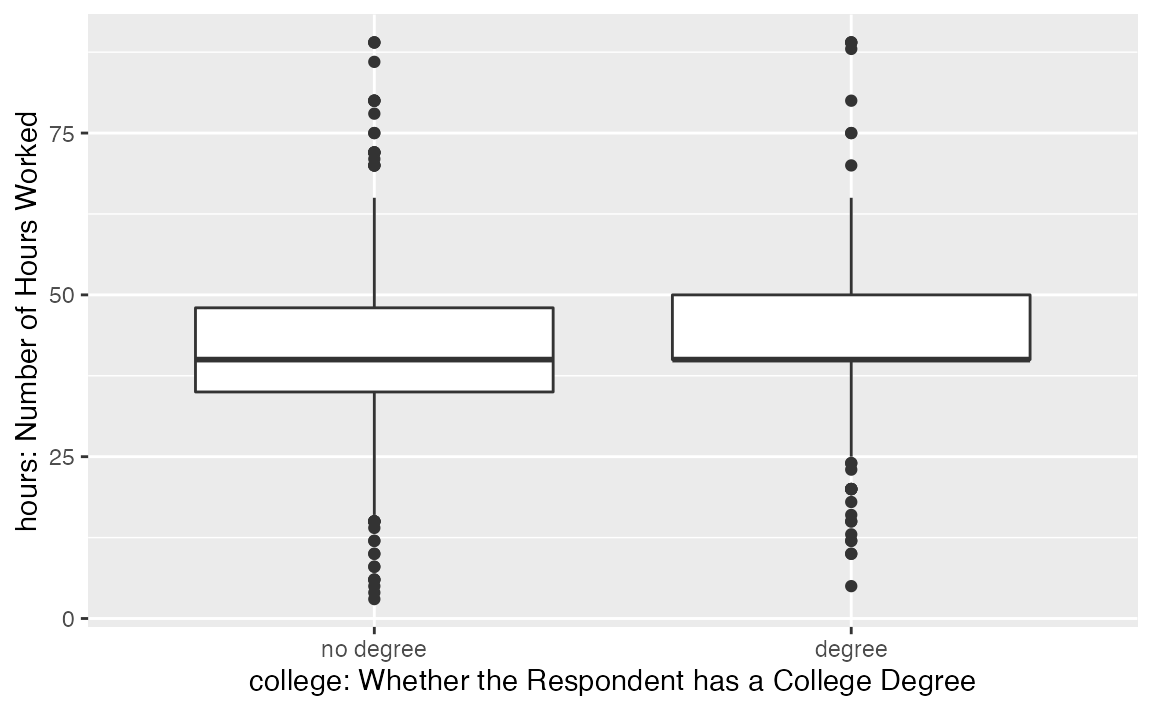 hours: Number of Hours Worked
75
50
25
0
no degree
degree
college: Whether the Respondent has a College Degree